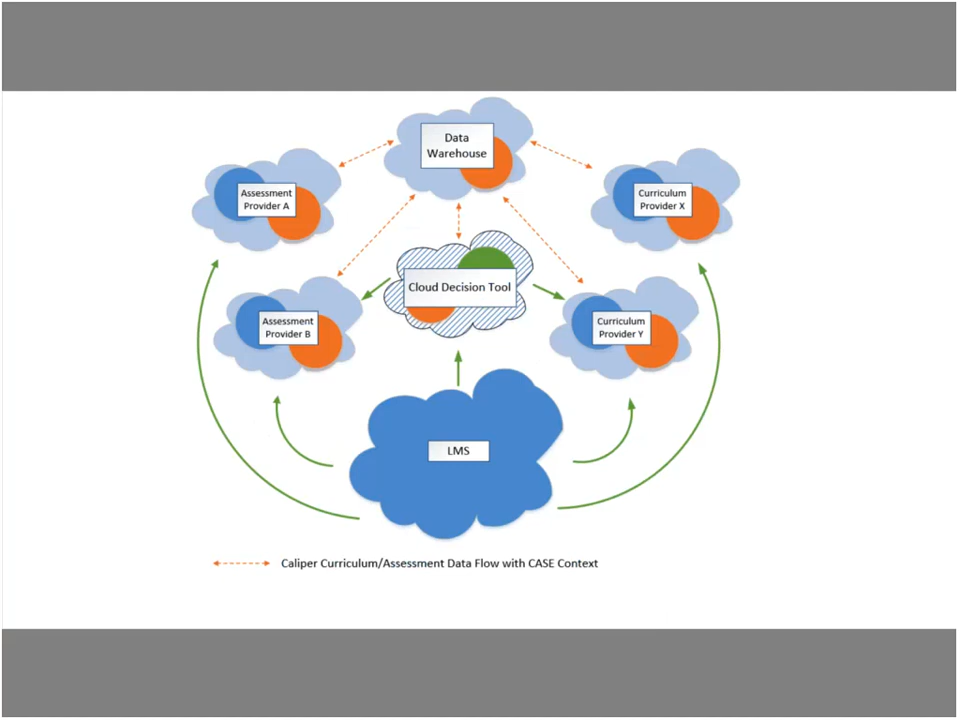 Data
Warehouse
Assessment
Provider A
Curriculum
Provider X
Cloud Decision Tool
Assessment
Provider B
Curriculum
Provider Y
LMS
Caliper Curriculum/Assessment Data Flow with CASE Context